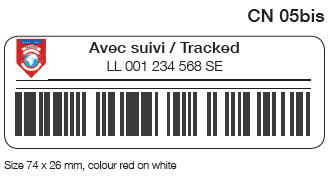 CN 05bis
Avec suivi / Tracked
LL 001 234 568 SE
Size 74 x 26 mm, colour red on white